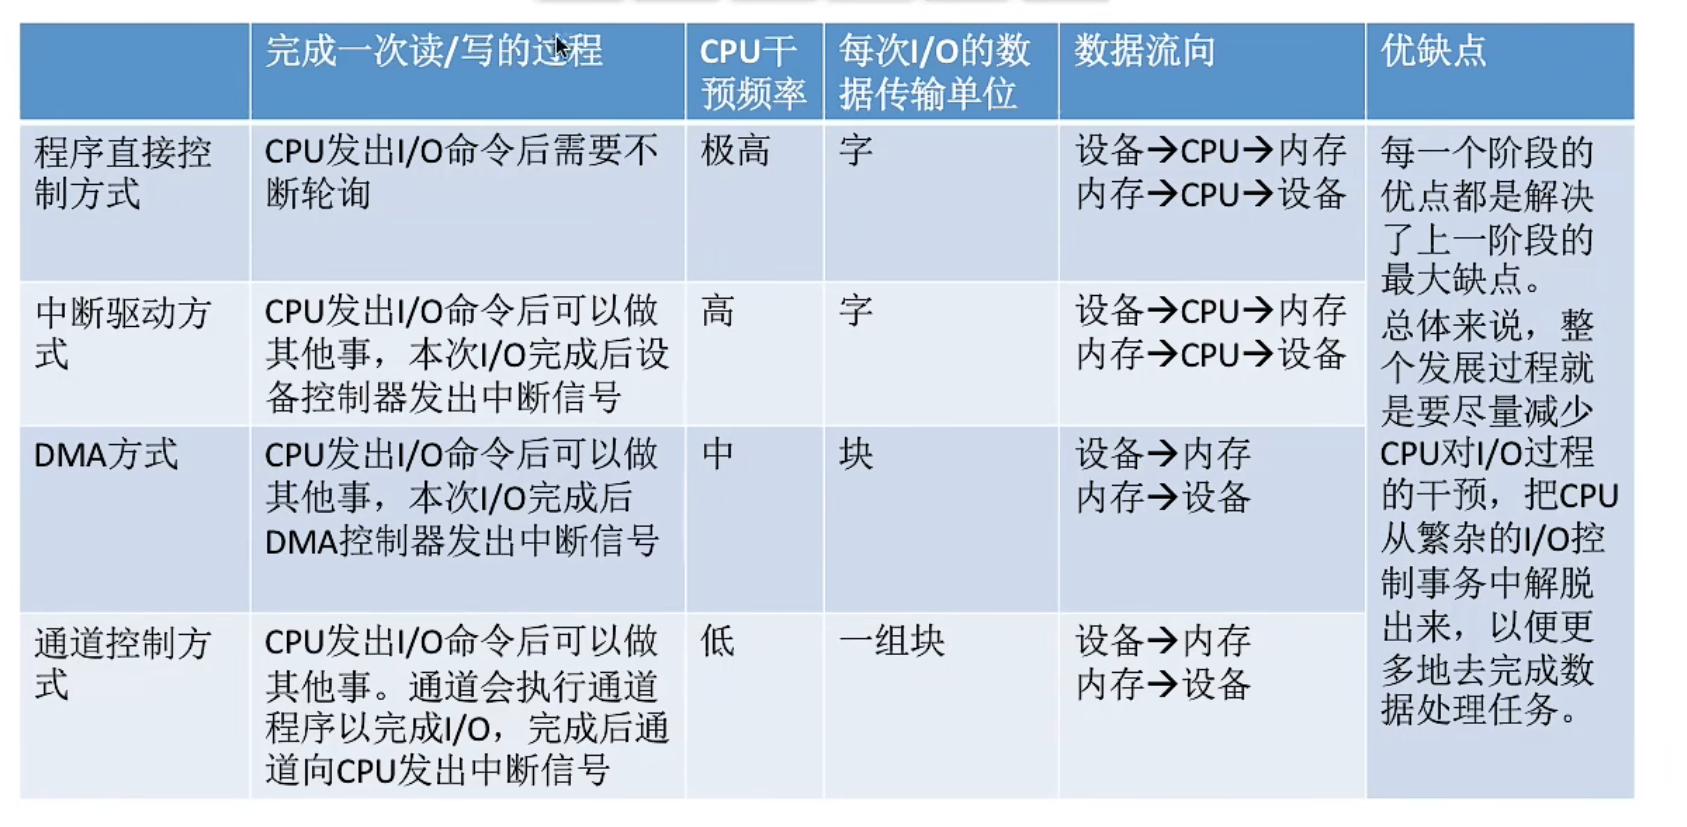 完成一次读/写的过程
CPU干
预频率
每次I/O的数
据传输单位
数据流向
优缺点
程序直接控
制方式
CPU发出I/O命令后需要不
断轮询
极高
字
设备→CPU→内存
内存→CPU→设备
每一个阶段的
优点都是解决
了上一阶段的
最大缺点。
总体来说，整
个发展过程就
是要尽量减少
CPU对I/O过程
的干预，把CPU
从繁杂的I/O控
制事务中解脱
出来，以便更
多地去完成数
据处理任务。
中断驱动方
式
CPU发出I/O命令后可以做
其他事，本次I/O完成后设
备控制器发出中断信号
高
字
设备→CPU→内存
内存→CPU→设备
DMA方式
CPU发出I/O命令后可以做
其他事，本次I/O完成后
DMA控制器发出中断信号
中
块
设备→内存
内存→设备
通道控制方
式
CPU发出I/O命令后可以做
其他事。通道会执行通道
程序以完成I/O，完成后通
道向CPU发出中断信号
低
一组块
设备→内存
内存→设备